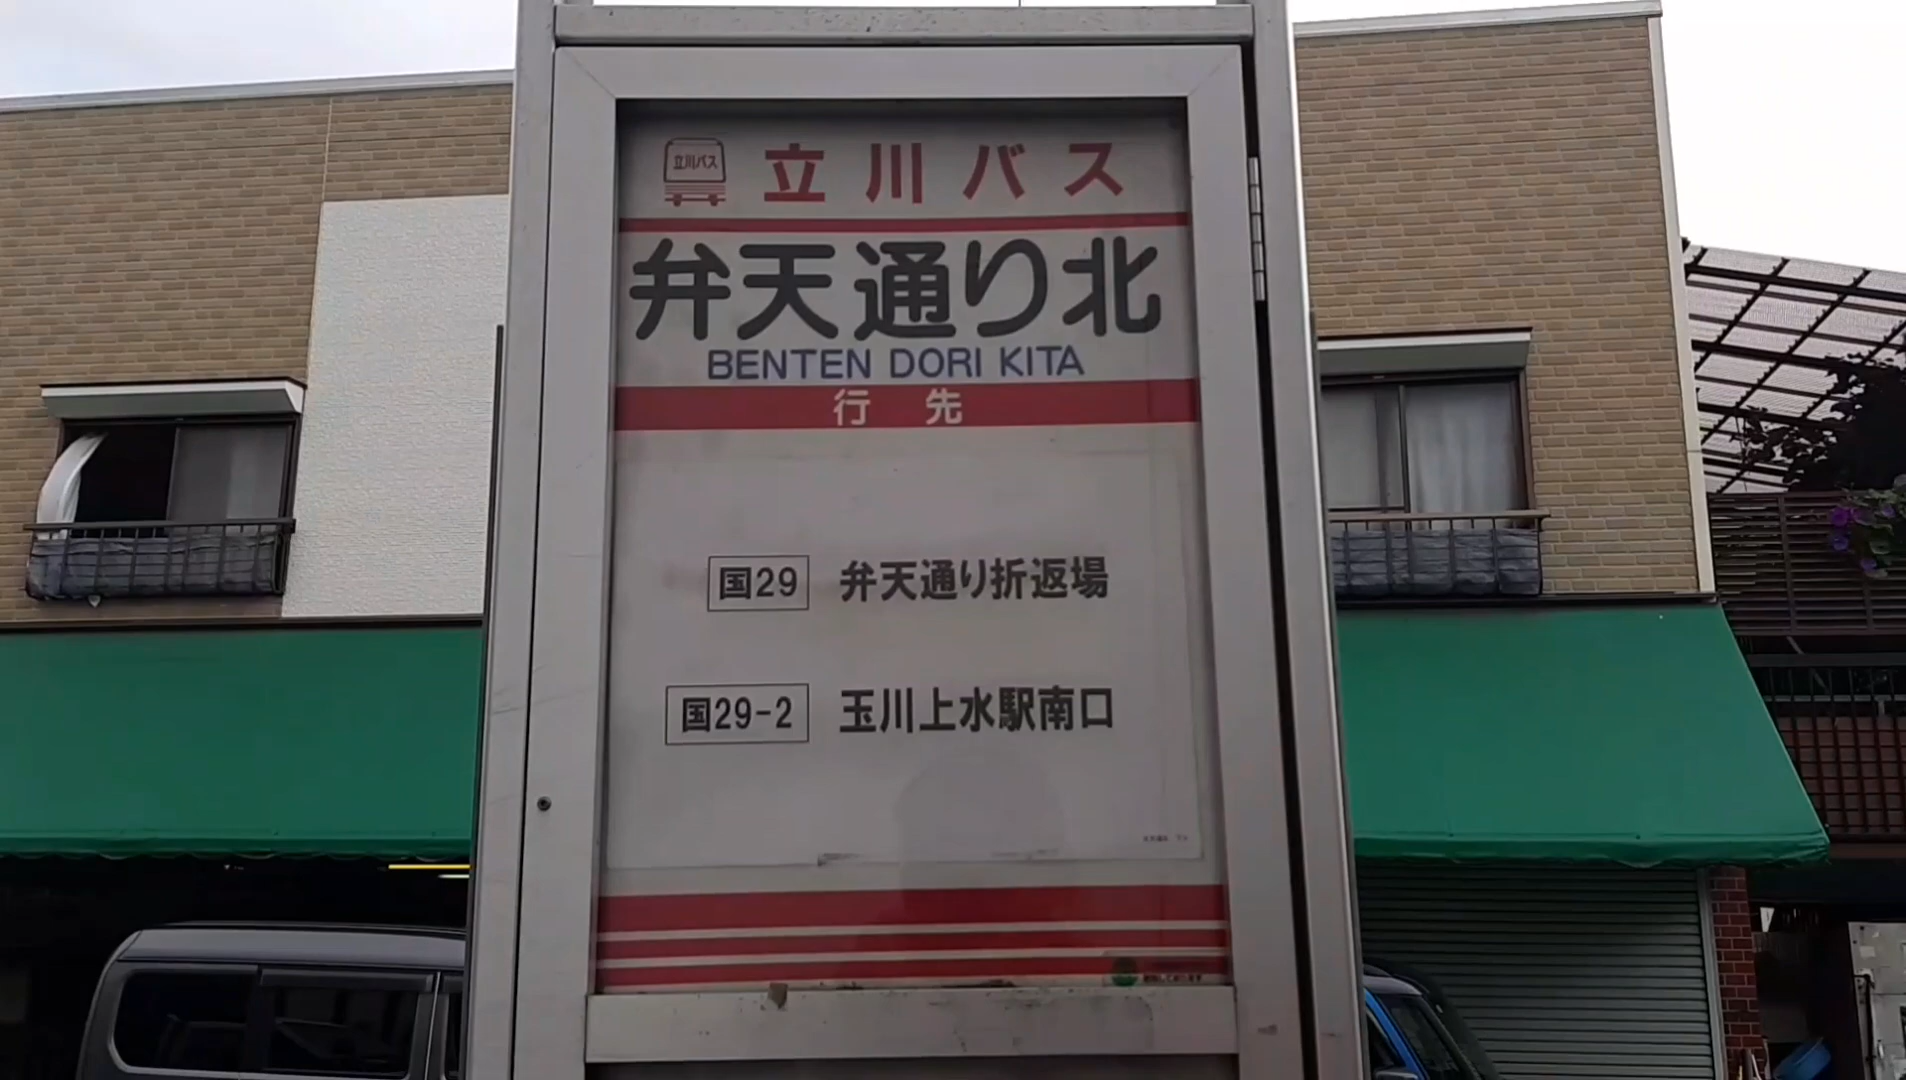 立川バス
立川バス
弁天通り北
BENTEN DORI KITA
行先
国29 弁天通り折返場
国29-2 玉川上水駅南口